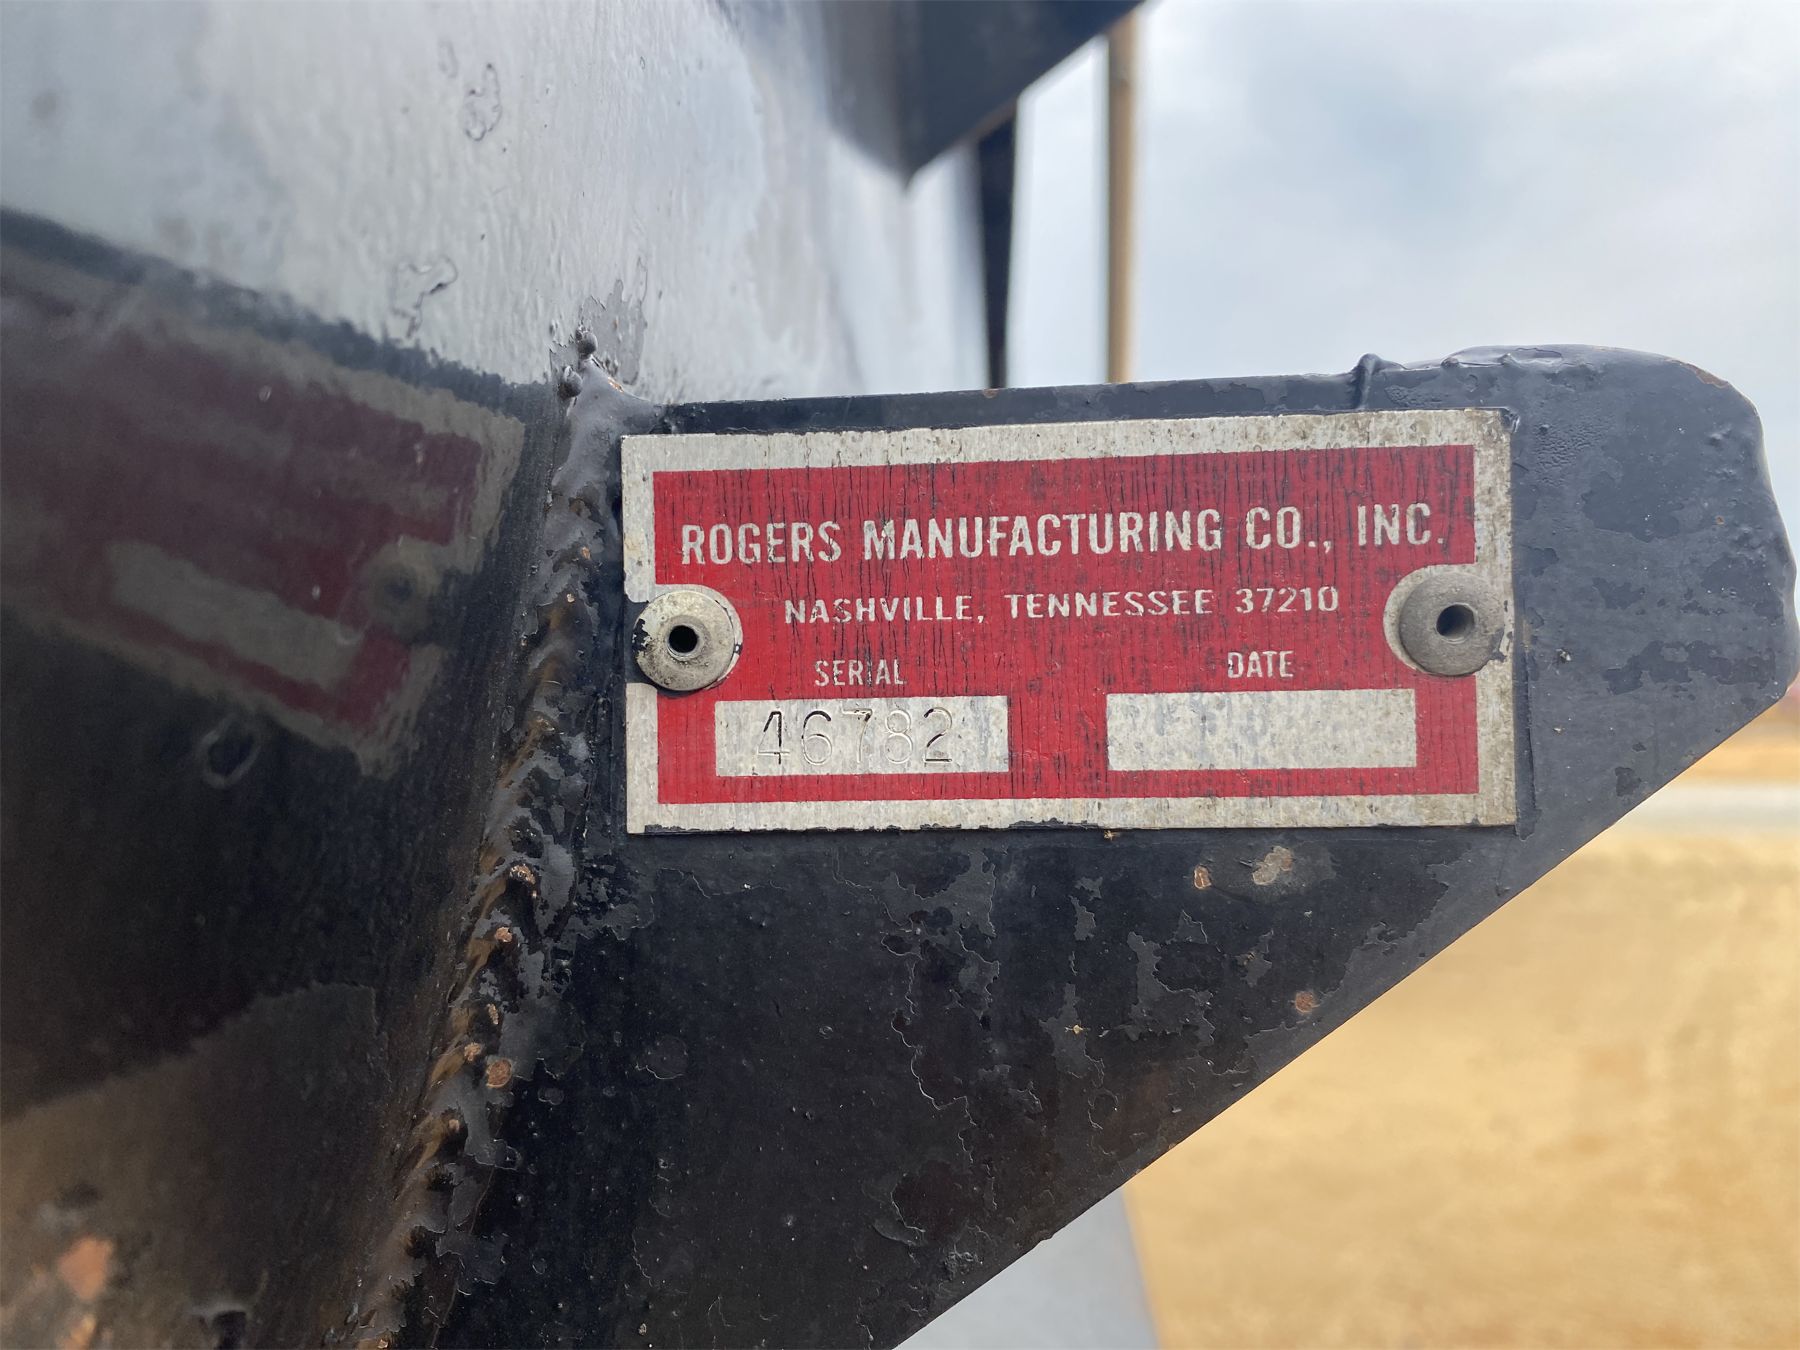 ROGERS MANUFACTURING CO., INC.
NASHVILLE, TENNESSEE 37210
SERIAL DATE
46782